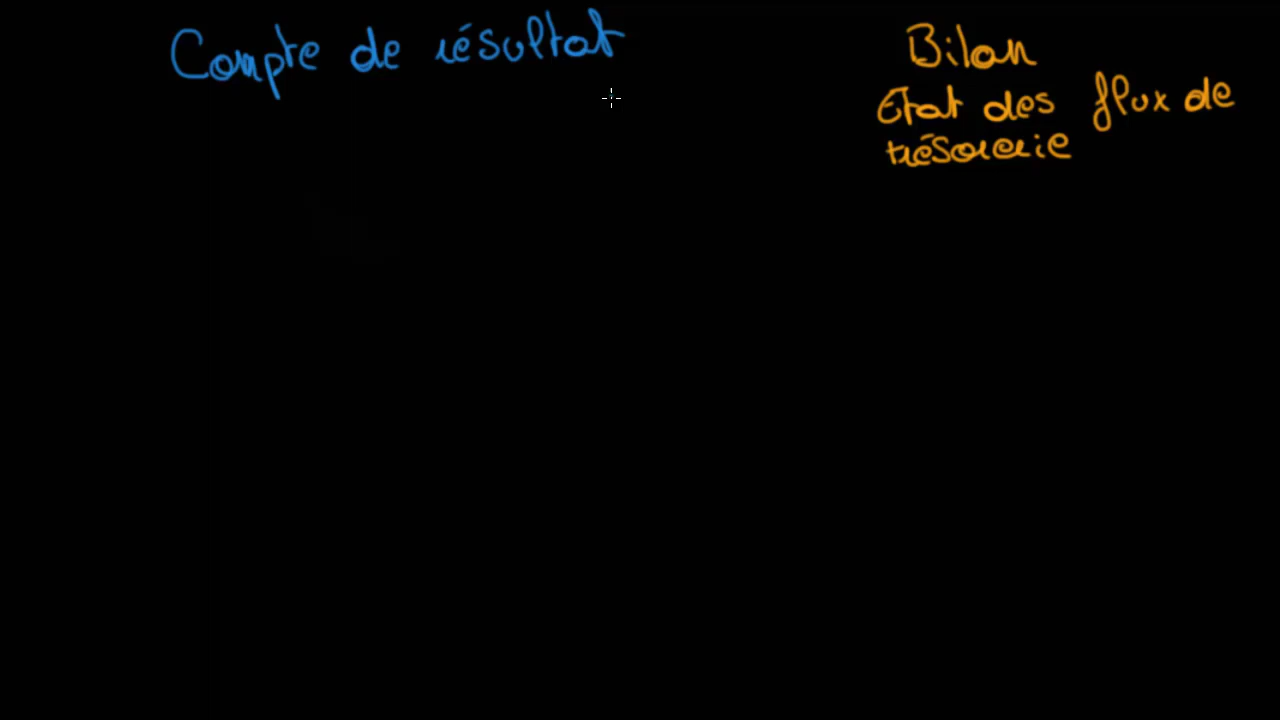 Compte de résultat
Bilan
Etat des flux de
trésorerie